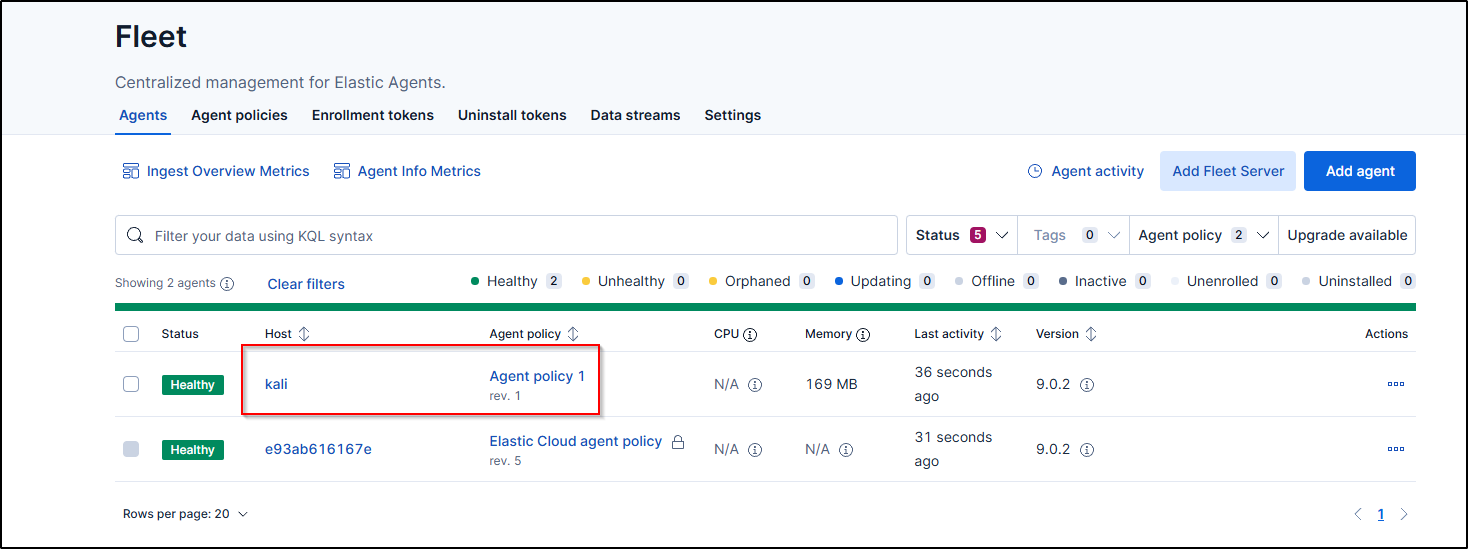 Fleet
Centralized management for Elastic Agents.
Agents Agent policies Enrollment tokens Uninstall tokens Data streams Settings
Ingest Overview Metrics Agent Info Metrics Agent activity Add Fleet Server Add agent
Filter your data using KQL syntax Status 5 Tags 0 Agent policy 2 Upgrade available
Showing 2 agents Clear filters Healthy 2 Unhealthy 0 Orphaned 0 Updating 0 Offline 0 Inactive 0 Unenrolled 0 Uninstalled 0
Status Host Agent policy CPU Memory Last activity Version Actions
Healthy kali Agent policy 1 rev. 1 N/A 169 MB 36 seconds ago 9.0.2
Healthy e93ab616167e Elastic Cloud agent policy rev. 5 N/A N/A 31 seconds ago 9.0.2
Rows per page: 20 1